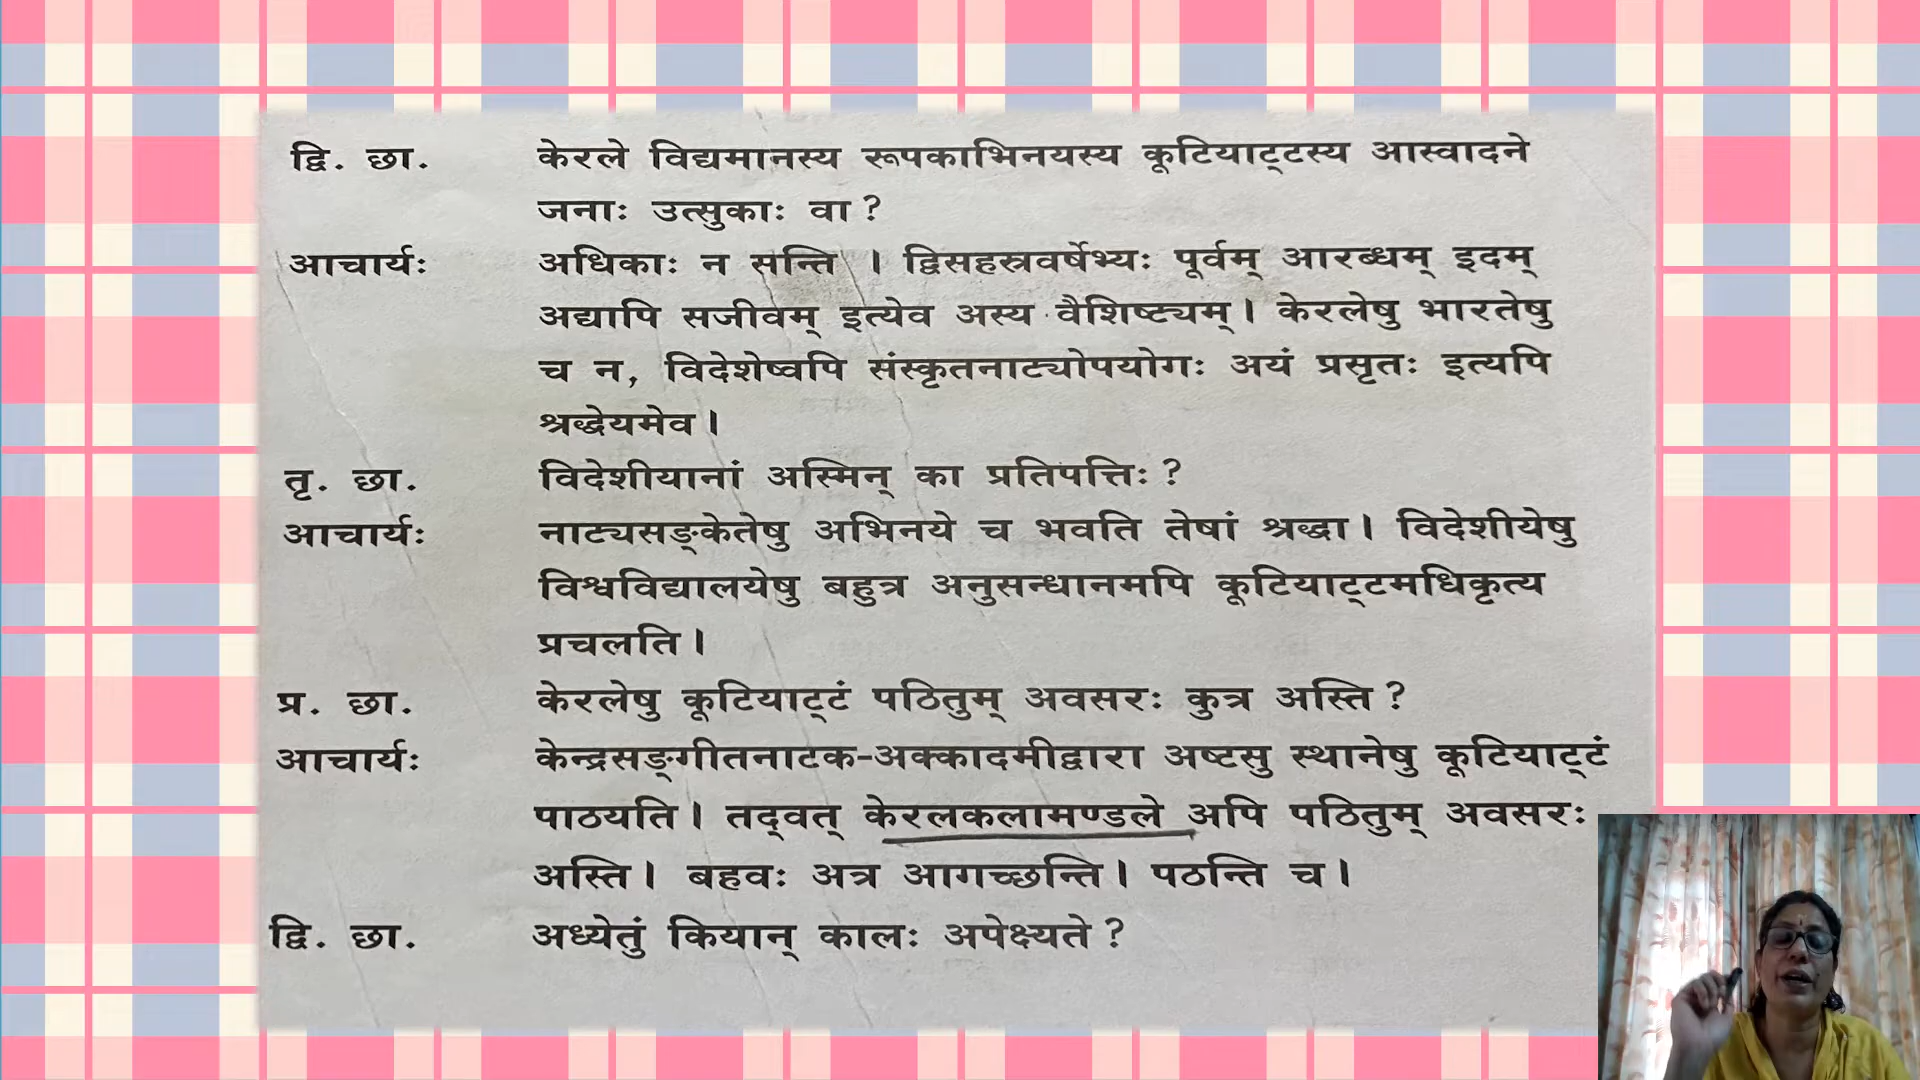 द्वि. छा. केरले विद्यमानस्य रूपकाभिनयस्य कूटियाट्टस्य आस्वादने
जनाः उत्सुकाः वा ?
आचार्यः अधिकाः न सन्ति । द्विसहस्रवर्षेभ्यः पूर्वम् आरब्धम् इदम्
अद्यापि सजीवम् इत्येव अस्य वैशिष्ट्यम् । केरलेषु भारतेषु
च न, विदेशेष्वपि संस्कृतनाट्योपयोगः अयं प्रसृतः इत्यपि
श्रद्धेयमेव ।
तृ. छा. विदेशीयानां अस्मिन् का प्रतिपत्तिः ?
आचार्यः नाट्यसङ्केतेषु अभिनये च भवति तेषां श्रद्धा । विदेशीयेषु
विश्वविद्यालयेषु बहुत्र अनुसन्धानमपि कूटियाट्टमधिकृत्य
प्रचलति ।
प्र. छा. केरलेषु कूटियाट्टं पठितुम् अवसरः कुत्र अस्ति ?
आचार्यः केन्द्रसङ्गीतनाटक-अक्कादमीद्वारा अष्टसु स्थानेषु कूटियाट्टं
पाठयति । तद्वत् केरलकलामण्डले अपि पठितुम् अवसरः
अस्ति । बहवः अत्र आगच्छन्ति । पठन्ति च ।
द्वि. छा. अध्येतुं कियान् कालः अपेक्ष्यते ?